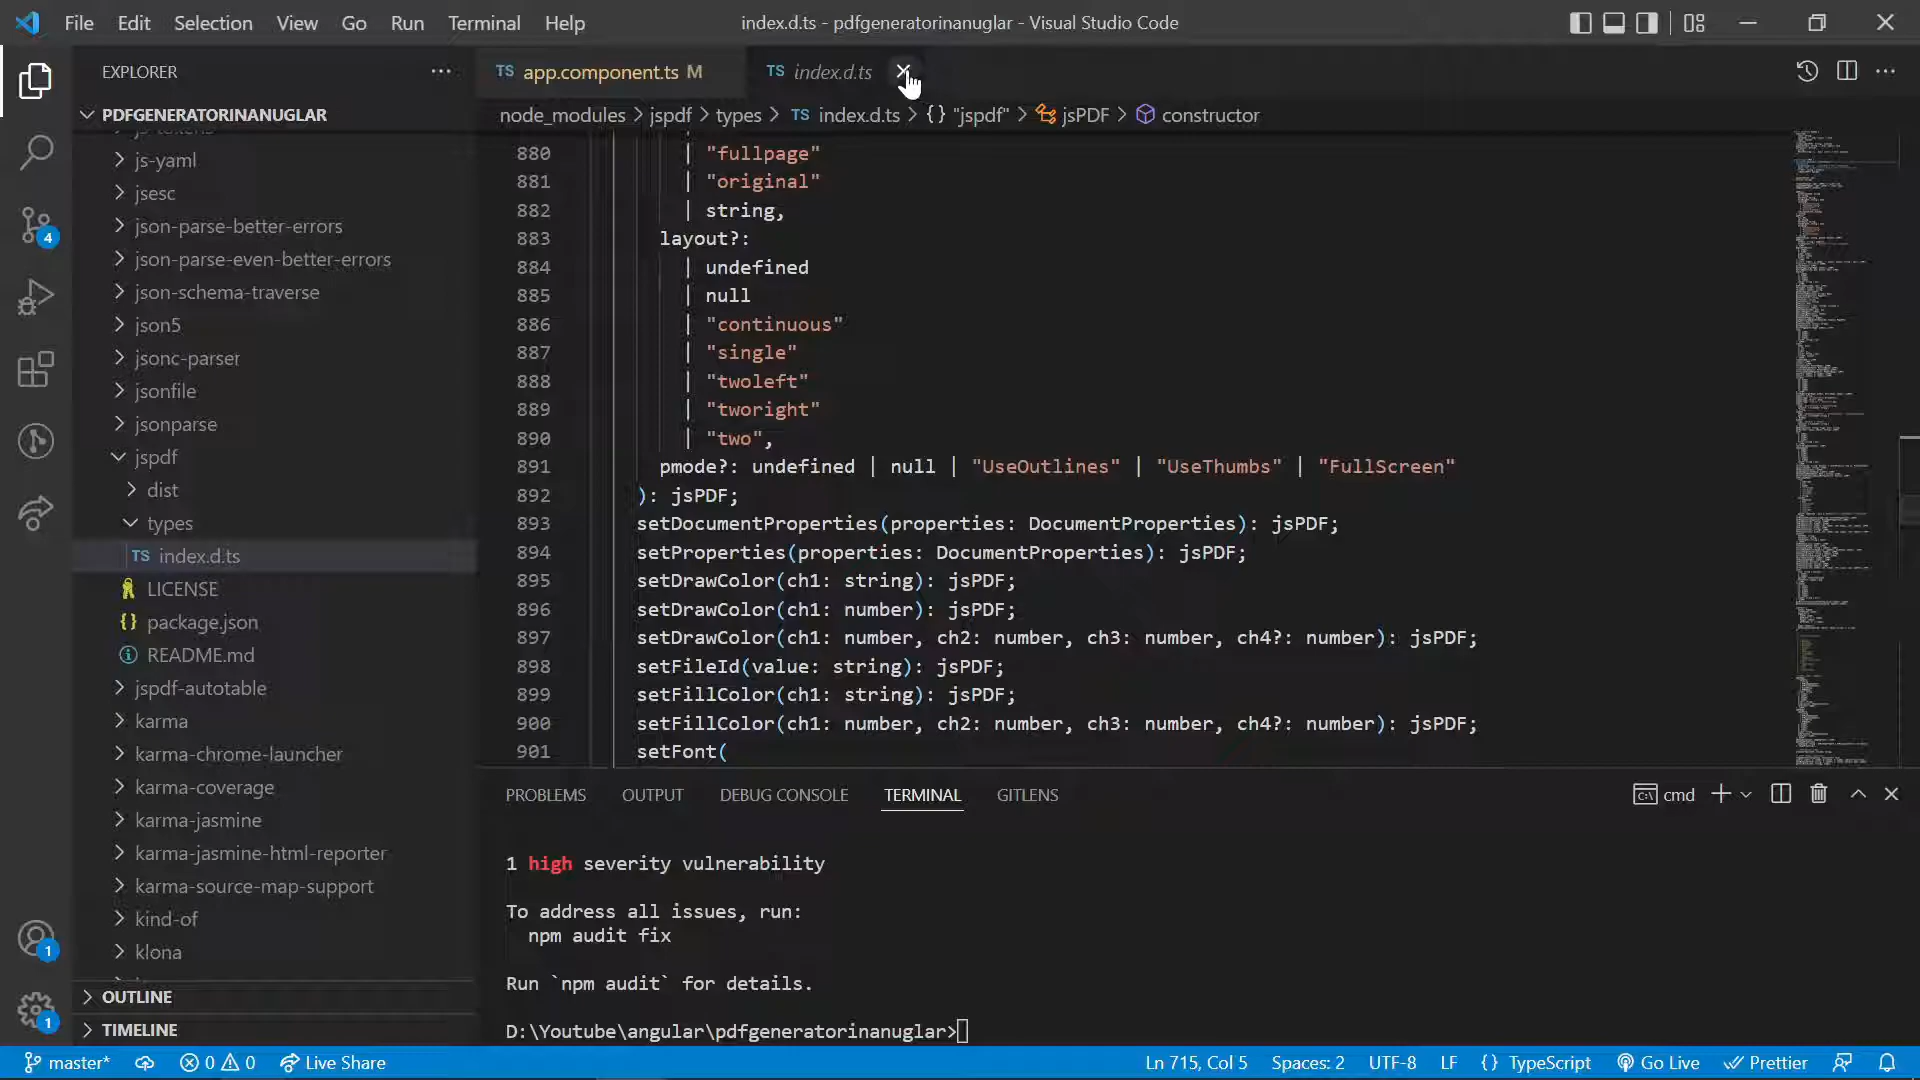 File Edit Selection View Go Run Terminal Help
index.d.ts - pdfgeneratorinanuglar - Visual Studio Code
EXPLORER
TS app.component.ts M
TS index.d.ts
PDFGENERATORINANUGLAR
node_modules > jspdf > types > TS index.d.ts > {} "jspdf" > jsPDF > constructor
js-yaml
jsesc
json-parse-better-errors
json-parse-even-better-errors
json-schema-traverse
json5
jsonc-parser
jsonfile
jsonparse
jspdf
dist
types
TS index.d.ts
LICENSE
{} package.json
README.md
jspdf-autotable
karma
karma-chrome-launcher
karma-coverage
karma-jasmine
karma-jasmine-html-reporter
karma-source-map-support
kind-of
klona
OUTLINE
TIMELINE
4
1
1
880 | "fullpage"
881 | "original"
882 | string,
883 layout?:
884 | undefined
885 | null
886 | "continuous"
887 | "single"
888 | "twoleft"
889 | "tworight"
890 | "two",
891 pmode?: undefined | null | "UseOutlines" | "UseThumbs" | "FullScreen"
892 ): jsPDF;
893 setDocumentProperties(properties: DocumentProperties): jsPDF;
894 setProperties(properties: DocumentProperties): jsPDF;
895 setDrawColor(ch1: string): jsPDF;
896 setDrawColor(ch1: number): jsPDF;
897 setDrawColor(ch1: number, ch2: number, ch3: number, ch4?: number): jsPDF;
898 setFileId(value: string): jsPDF;
899 setFillColor(ch1: string): jsPDF;
900 setFillColor(ch1: number, ch2: number, ch3: number, ch4?: number): jsPDF;
901 setFont(
PROBLEMS OUTPUT DEBUG CONSOLE TERMINAL GITLENS
cmd
1 high severity vulnerability
To address all issues, run:
npm audit fix
Run `npm audit` for details.
D:\Youtube\angular\pdfgeneratorinanuglar>
master* 0 0 Live Share
Ln 715, Col 5 Spaces: 2 UTF-8 LF {} TypeScript Go Live Prettier